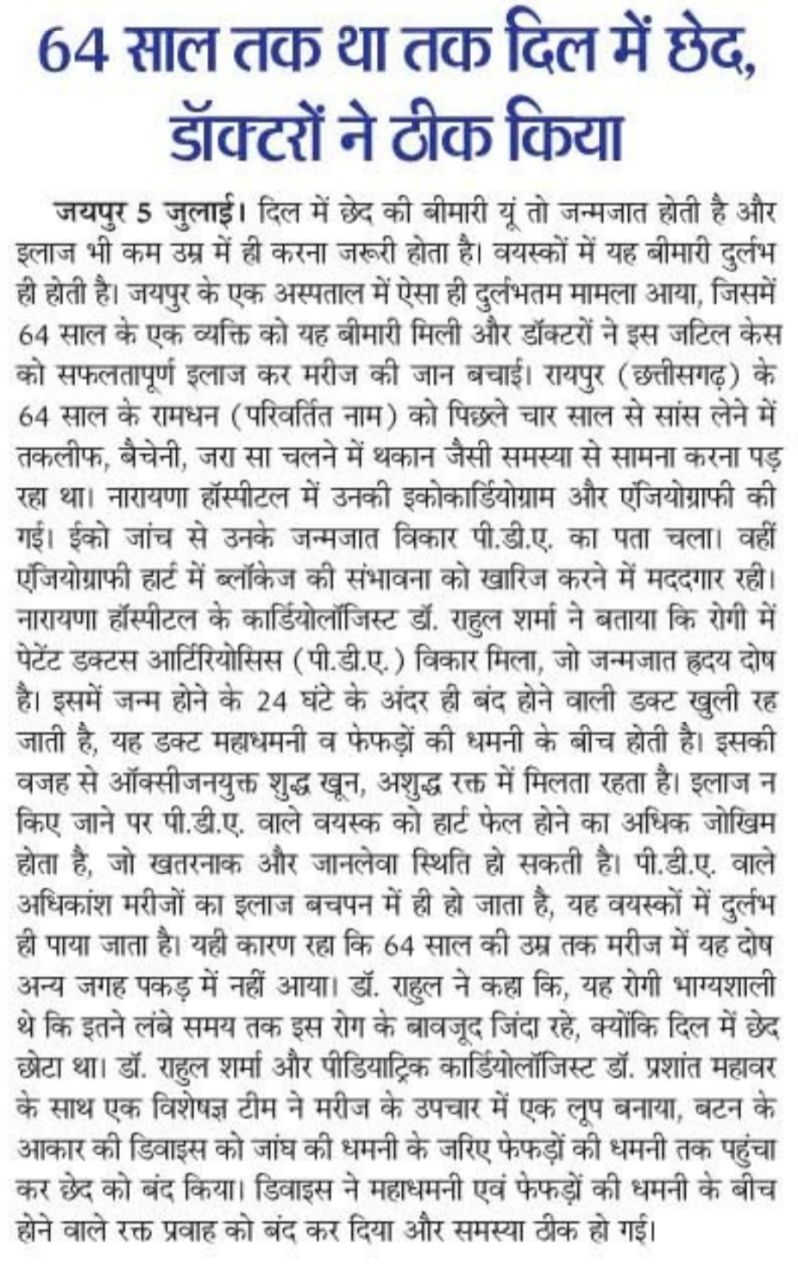 64 साल तक था तक दिल में छेद,
डॉक्टरों ने ठीक किया
जयपुर 5 जुलाई। दिल में छेद की बीमारी यूं तो जन्मजात होती है और
इलाज भी कम उम्र में ही करना जरूरी होता है। वयस्कों में यह बीमारी दुर्लभ
ही होती है। जयपुर के एक अस्पताल में ऐसा ही दुर्लभतम मामला आया, जिसमें
64 साल के एक व्यक्ति को यह बीमारी मिली और डॉक्टरों ने इस जटिल केस
को सफलतापूर्ण इलाज कर मरीज की जान बचाई। रायपुर (छत्तीसगढ़) के
64 साल के रामधन (परिवर्तित नाम) को पिछले चार साल से सांस लेने में
तकलीफ, बैचेनी, जरा सा चलने में थकान जैसी समस्या से सामना करना पड़
रहा था। नारायणा हॉस्पीटल में उनकी इकोकार्डियोग्राम और एंजियोग्राफी की
गई। ईको जांच से उनके जन्मजात विकार पी.डी.ए. का पता चला। वहीं
एंजियोग्राफी हार्ट में ब्लॉकेज की संभावना को खारिज करने में मददगार रही।
नारायणा हॉस्पीटल के कार्डियोलॉजिस्ट डॉ. राहुल शर्मा ने बताया कि रोगी में
पेटेंट डक्टस आर्टिरियोसिस (पी.डी.ए.) विकार मिला, जो जन्मजात ह्रदय दोष
है। इसमें जन्म होने के 24 घंटे के अंदर ही बंद होने वाली डक्ट खुली रह
जाती है, यह डक्ट महाधमनी व फेफड़ों की धमनी के बीच होती है। इसकी
वजह से ऑक्सीजनयुक्त शुद्ध खून, अशुद्ध रक्त में मिलता रहता है। इलाज न
किए जाने पर पी.डी.ए. वाले वयस्क को हार्ट फेल होने का अधिक जोखिम
होता है, जो खतरनाक और जानलेवा स्थिति हो सकती है। पी.डी.ए. वाले
अधिकांश मरीजों का इलाज बचपन में ही हो जाता है, यह वयस्कों में दुर्लभ
ही पाया जाता है। यही कारण रहा कि 64 साल की उम्र तक मरीज में यह दोष
अन्य जगह पकड़ में नहीं आया। डॉ. राहुल ने कहा कि, यह रोगी भाग्यशाली
थे कि इतने लंबे समय तक इस रोग के बावजूद जिंदा रहे, क्योंकि दिल में छेद
छोटा था। डॉ. राहुल शर्मा और पीडियाट्रिक कार्डियोलॉजिस्ट डॉ. प्रशांत महावर
के साथ एक विशेषज्ञ टीम ने मरीज के उपचार में एक लूप बनाया, बटन के
आकार की डिवाइस को जांघ की धमनी के जरिए फेफड़ों की धमनी तक पहुंचा
कर छेद को बंद किया। डिवाइस ने महाधमनी एवं फेफड़ों की धमनी के बीच
होने वाले रक्त प्रवाह को बंद कर दिया और समस्या ठीक हो गई।